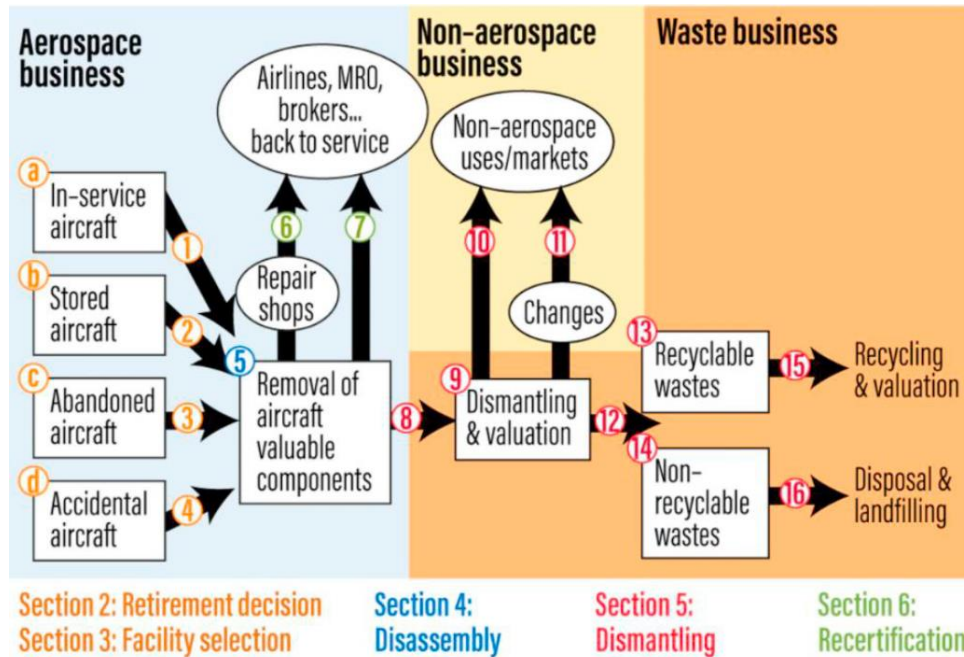 Aerospace
business
Non-aerospace
business
Waste business
Airlines, MRO,
brokers...
back to service
Non-aerospace
uses/markets
a
In-service
aircraft
1
b
Stored
aircraft
2
c
Abandoned
aircraft
3
d
Accidental
aircraft
4
6
7
Repair
shops
5
Removal of
aircraft
valuable
components
8
10
11
Changes
9
Dismantling
& valuation
12
13
Recyclable
wastes
15
Recycling
& valuation
14
Non-
recyclable
wastes
16
Disposal &
landfilling
Section 2: Retirement decision
Section 3: Facility selection
Section 4:
Disassembly
Section 5:
Dismantling
Section 6:
Recertification